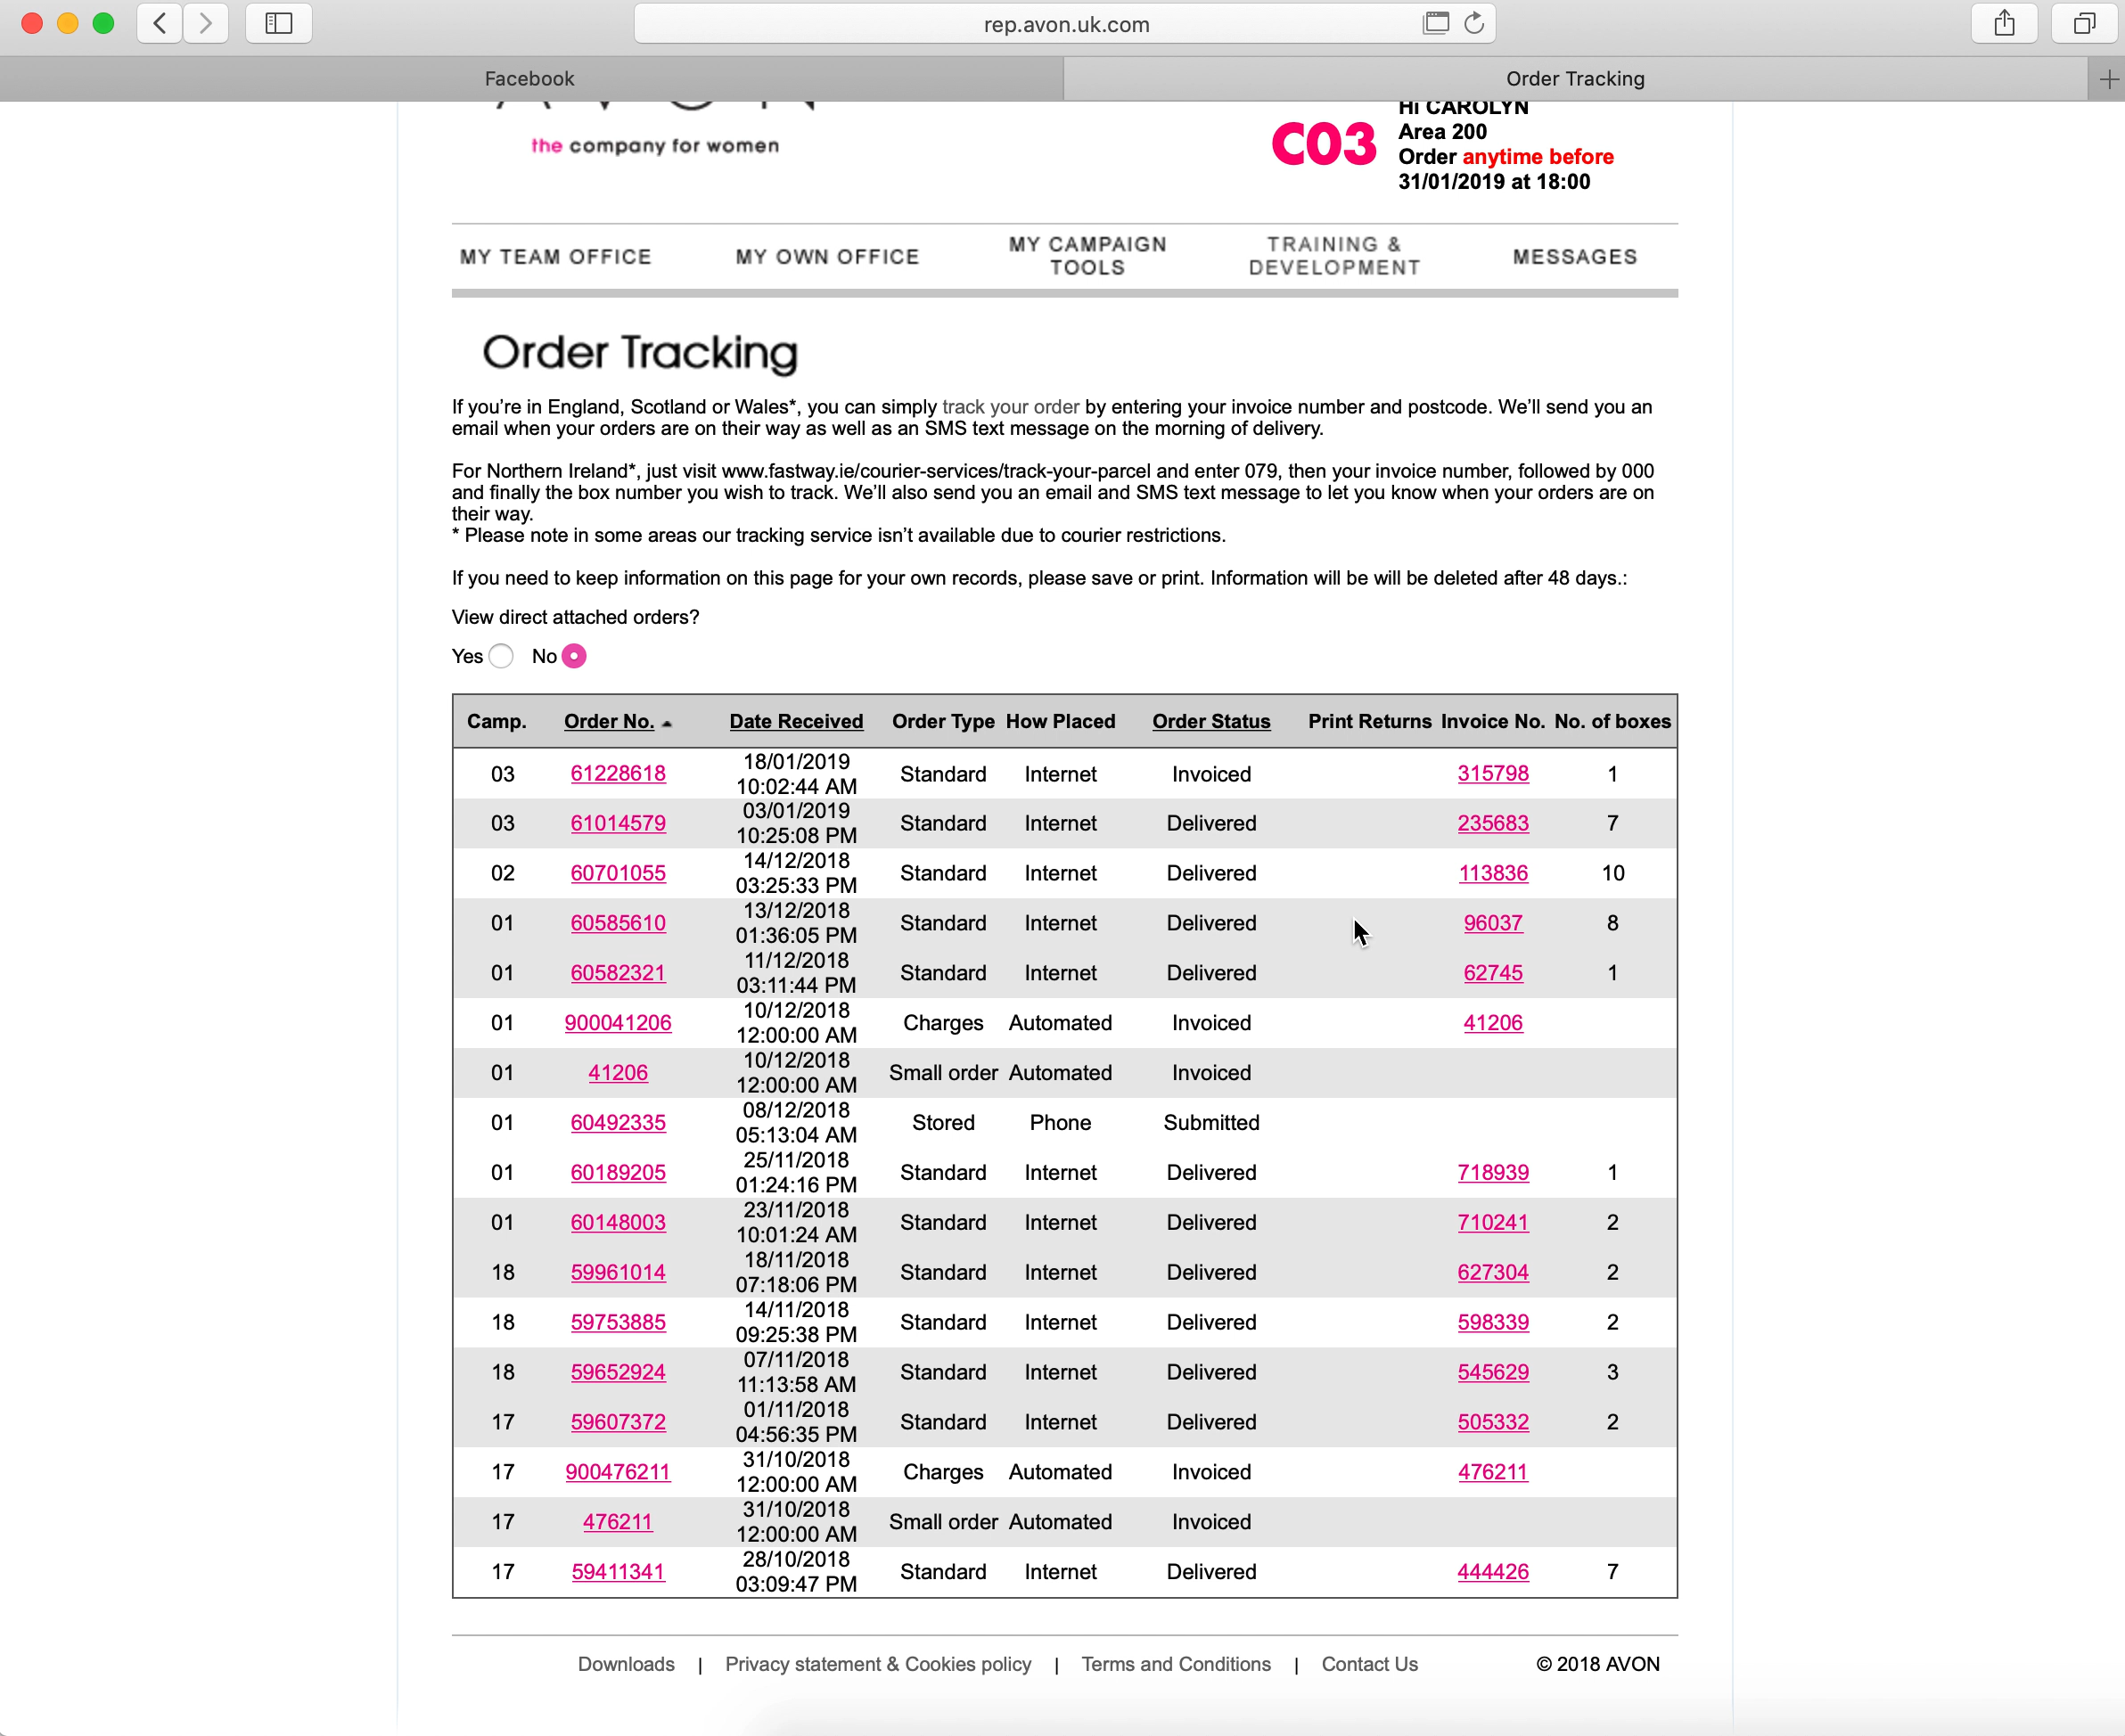 rep.avon.uk.com
Facebook
Order Tracking
AVON
the company for women
C03
Hi CAROLYN
Area 200
Order anytime before
31/01/2019 at 18:00
MY TEAM OFFICE
MY OWN OFFICE
MY CAMPAIGN
TOOLS
TRAINING &
DEVELOPMENT
MESSAGES
Order Tracking
If you're in England, Scotland or Wales*, you can simply track your order by entering your invoice number and postcode. We'll send you an
email when your orders are on their way as well as an SMS text message on the morning of delivery.
For Northern Ireland*, just visit www.fastway.ie/courier-services/track-your-parcel and enter 079, then your invoice number, followed by 000
and finally the box number you wish to track. We'll also send you an email and SMS text message to let you know when your orders are on
their way.
* Please note in some areas our tracking service isn't available due to courier restrictions.
If you need to keep information on this page for your own records, please save or print. Information will be will be deleted after 48 days.:
View direct attached orders?
Yes No
Camp. Order No. Date Received Order Type How Placed Order Status Print Returns Invoice No. No. of boxes
03 61228618 18/01/2019 10:02:44 AM Standard Internet Invoiced 315798 1
03 61014579 03/01/2019 10:25:08 PM Standard Internet Delivered 235683 7
02 60701055 14/12/2018 03:25:33 PM Standard Internet Delivered 113836 10
01 60585610 13/12/2018 01:36:05 PM Standard Internet Delivered 96037 8
01 60582321 11/12/2018 03:11:44 PM Standard Internet Delivered 62745 1
01 900041206 10/12/2018 12:00:00 AM Charges Automated Invoiced 41206
01 41206 10/12/2018 12:00:00 AM Small order Automated Invoiced
01 60492335 08/12/2018 05:13:04 AM Stored Phone Submitted
01 60189205 25/11/2018 01:24:16 PM Standard Internet Delivered 718939 1
01 60148003 23/11/2018 10:01:24 AM Standard Internet Delivered 710241 2
18 59961014 18/11/2018 07:18:06 PM Standard Internet Delivered 627304 2
18 59753885 14/11/2018 09:25:38 PM Standard Internet Delivered 598339 2
18 59652924 07/11/2018 11:13:58 AM Standard Internet Delivered 545629 3
17 59607372 01/11/2018 04:56:35 PM Standard Internet Delivered 505332 2
17 900476211 31/10/2018 12:00:00 AM Charges Automated Invoiced 476211
17 476211 31/10/2018 12:00:00 AM Small order Automated Invoiced
17 59411341 28/10/2018 03:09:47 PM Standard Internet Delivered 444426 7
Downloads | Privacy statement & Cookies policy | Terms and Conditions | Contact Us © 2018 AVON